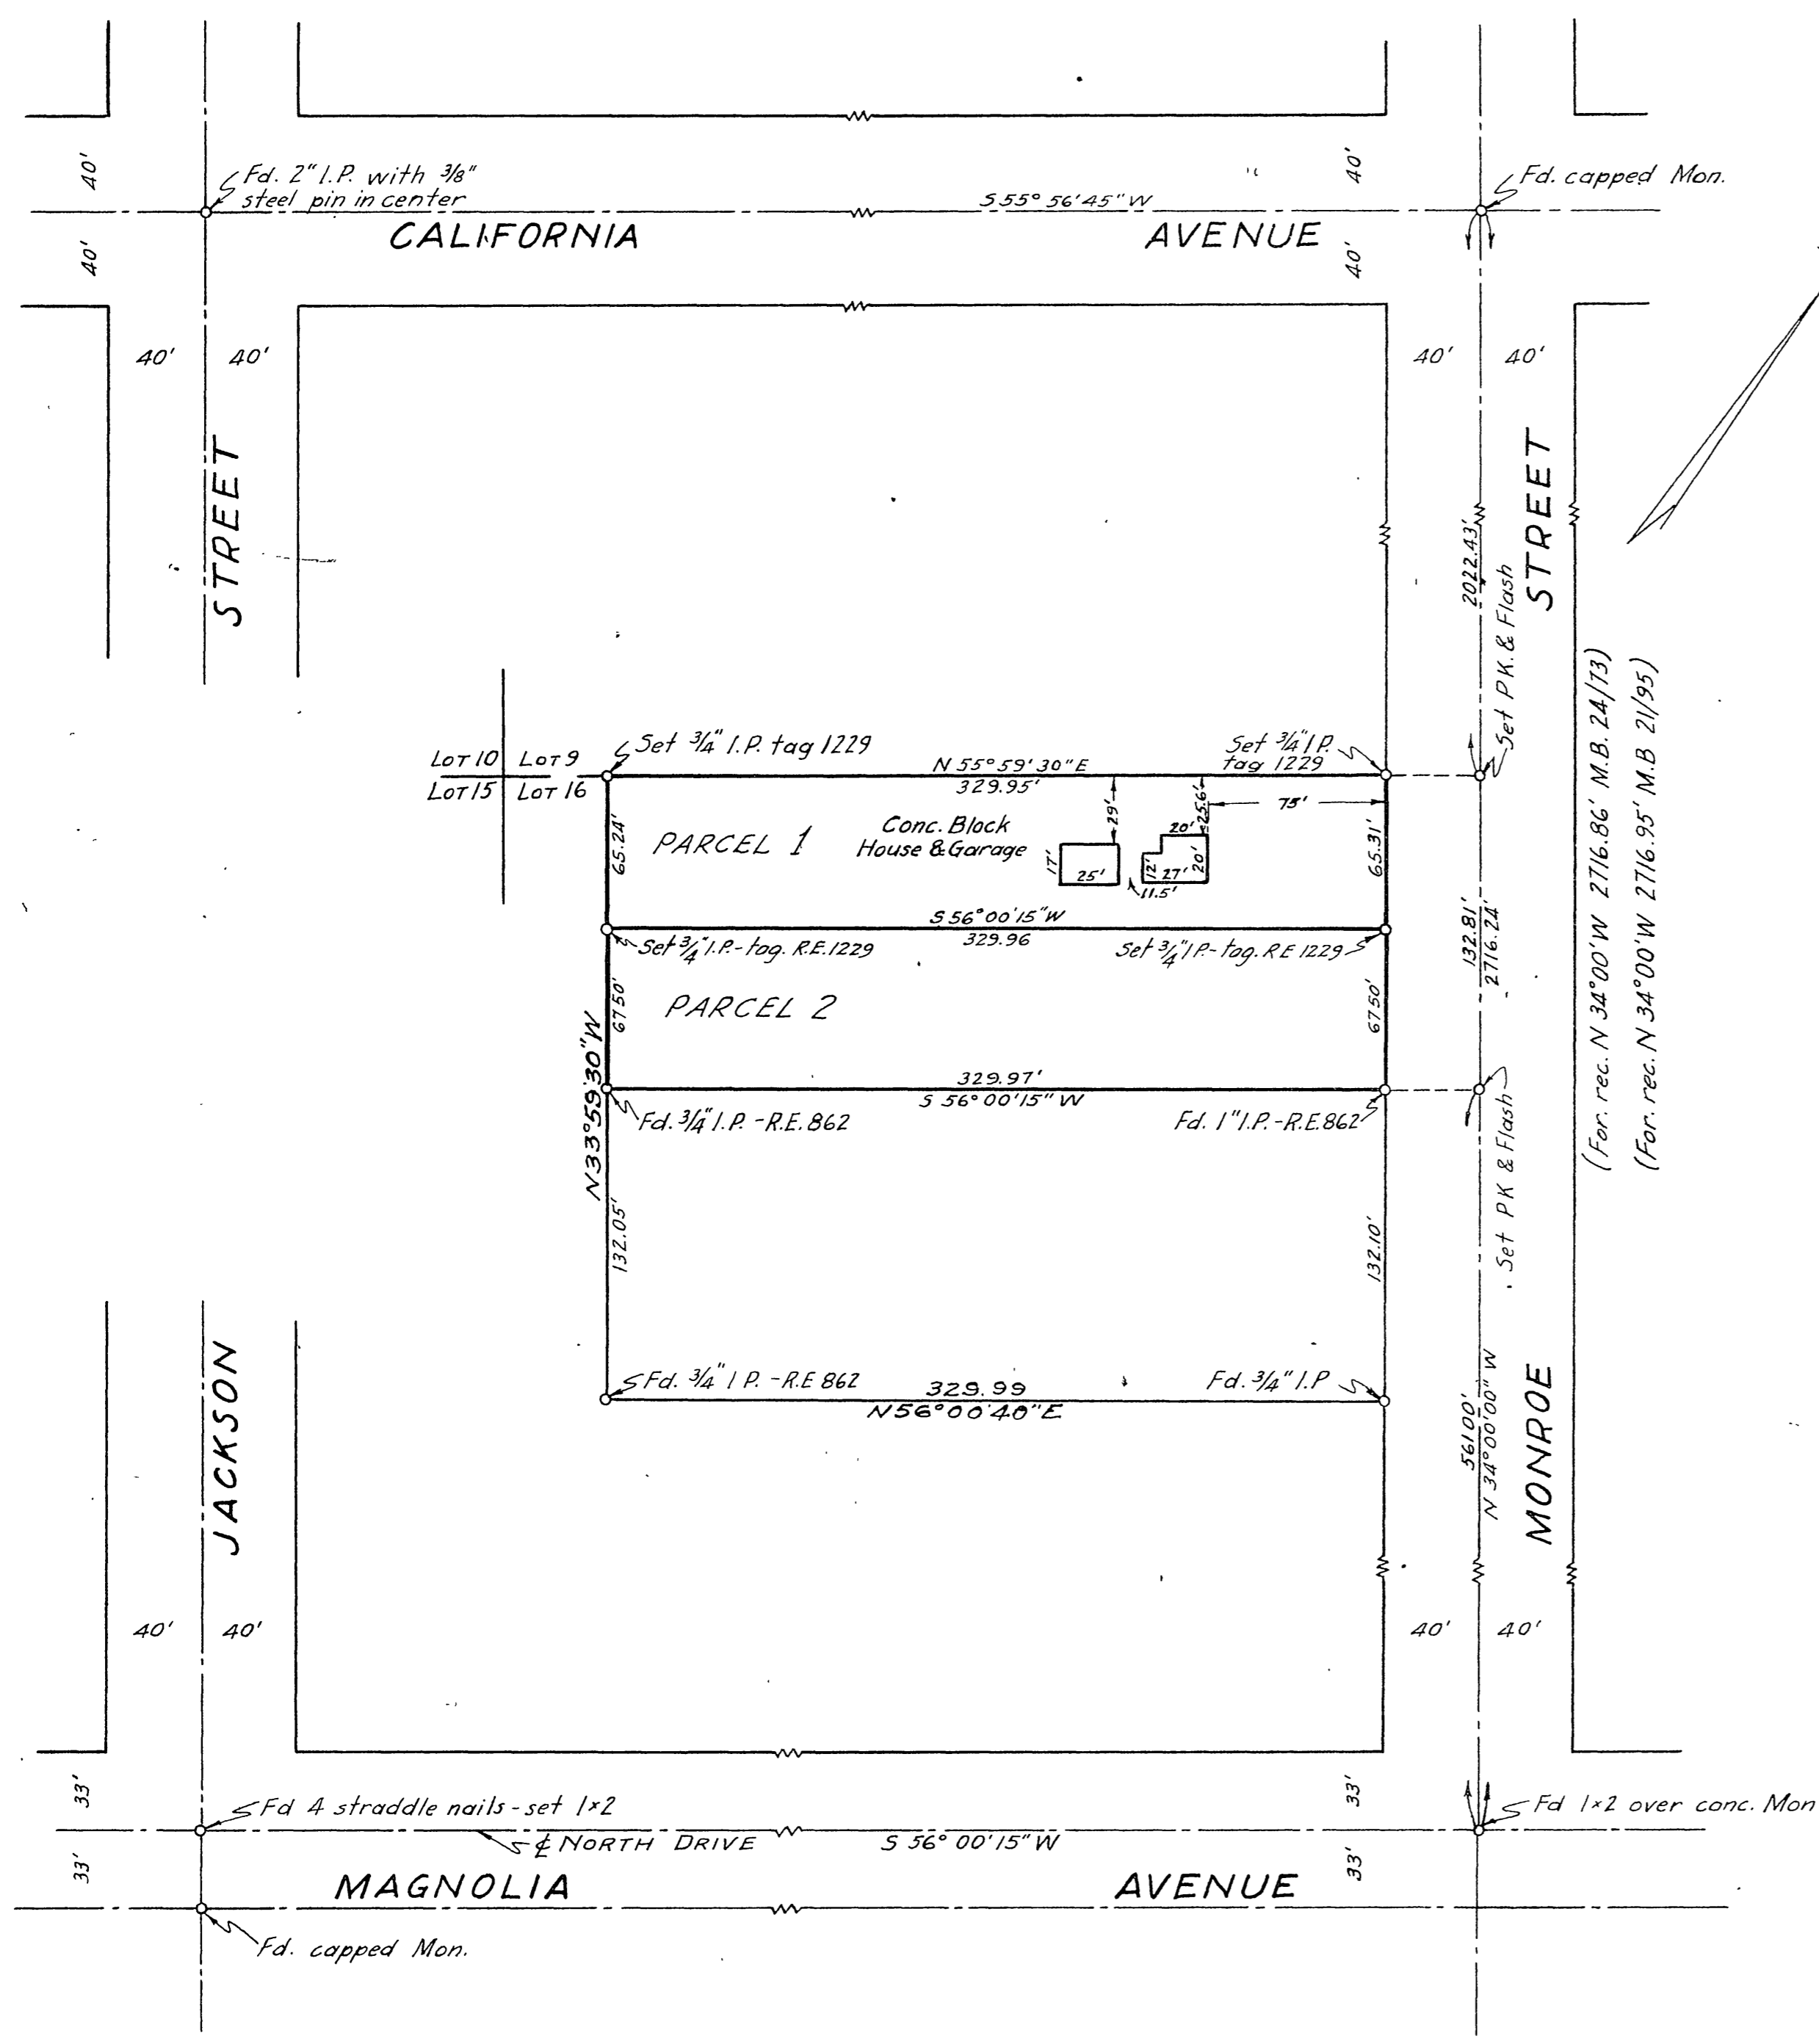 40'
Fd. 2" I.P. with 3/8"
steel pin in center
40'
Fd. capped Mon.
S 55° 56' 45" W
CALIFORNIA AVENUE
40'
40'
40' 40'
40' 40'
STREET
STREET
2022.43'
Set P.K. & Flash
(For. rec. N 34°00'W 2716.86' M.B. 24/73)
(For. rec. N 34°00'W 2716.95' M.B 21/95)
LOT 10 LOT 9
LOT 15 LOT 16
Set 3/4" I.P. tag 1229
Set 3/4" I.P.
tag 1229
N 55° 59' 30" E
329.95'
29'
25.6'
75'
65.24'
PARCEL 1
Conc. Block
House & Garage
17'
25'
20'
12'
27'
20'
11.5'
65.31'
S 56° 00' 15" W
329.96
Set 3/4" I.P.-tag. R.E. 1229
Set 3/4" I.P.-tag. R.E 1229
132.81'
2716.24'
67.50'
PARCEL 2
67.50'
N 33° 59' 30" W
329.97'
S 56° 00' 15" W
Fd. 3/4" I.P. - R.E. 862
Fd. 1" I.P. - R.E. 862
Set PK & Flash
132.05'
132.10'
Fd. 3/4" I.P. - R.E 862
Fd. 3/4" I.P
329.99
N 56° 00' 40" E
561.00'
N 34° 00' 00" W
JACKSON
MONROE
40' 40'
40' 40'
33'
33'
Fd 4 straddle nails - set 1x2
Fd 1x2 over conc. Mon
℄ NORTH DRIVE
S 56° 00' 15" W
33'
33'
MAGNOLIA AVENUE
Fd. capped Mon.